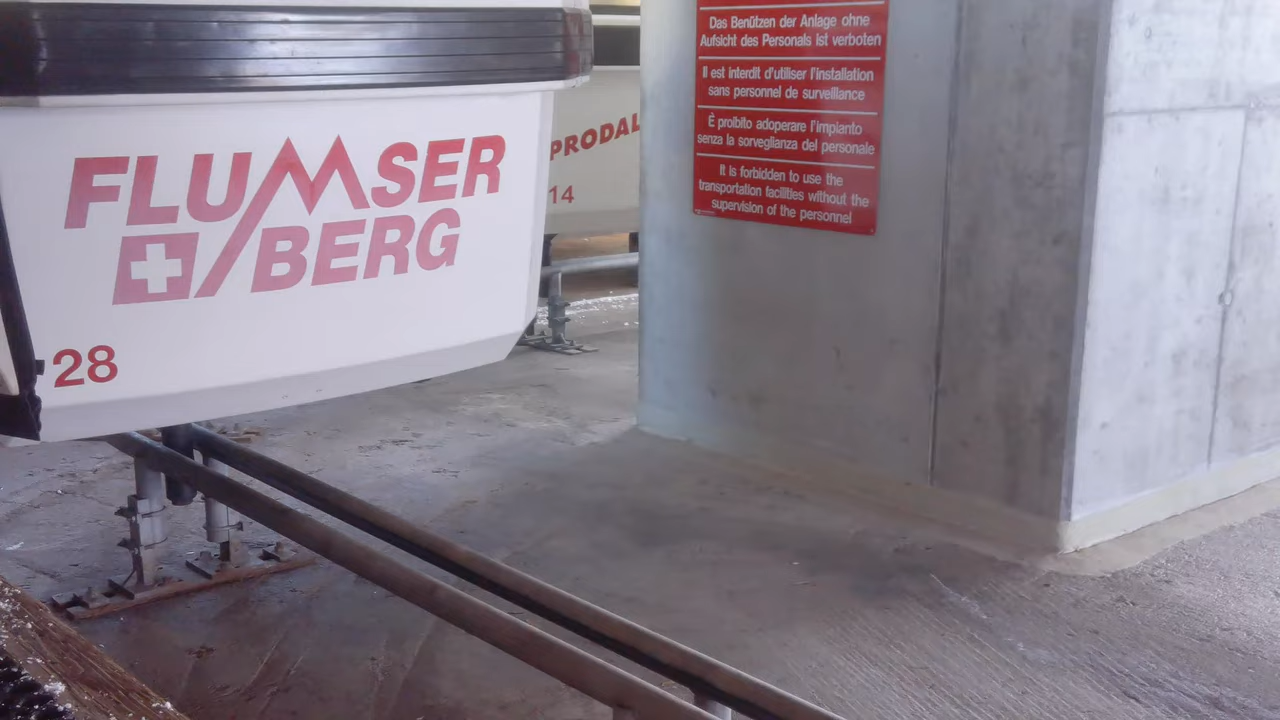 FLUMSER
BERG
28
PRODAL
14
Das Benützen der Anlage ohne
Aufsicht des Personals ist verboten
Il est interdit d'utiliser l'installation
sans personnel de surveillance
È proibito adoperare l'impianto
senza la sorveglianza del personale
It is forbidden to use the
transportation facilities without the
supervision of the personnel